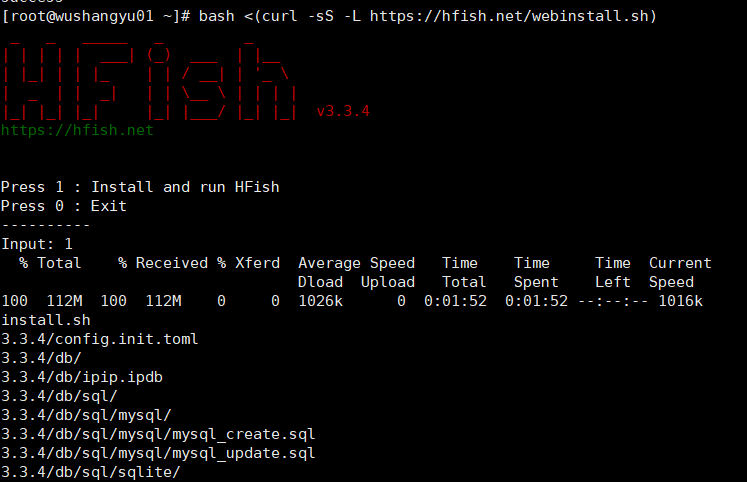 success
[root@wushangyu01 ~]# bash <(curl -sS -L https://hfish.net/webinstall.sh)
HFish
v3.3.4
https://hfish.net
Press 1 : Install and run HFish
Press 0 : Exit
----------
Input: 1
  % Total    % Received % Xferd  Average Speed   Time    Time     Time  Current
                                 Dload  Upload   Total   Spent    Left  Speed
100  112M  100  112M    0     0  1026k      0  0:01:52  0:01:52 --:--:-- 1016k
install.sh
3.3.4/config.init.toml
3.3.4/db/
3.3.4/db/ipip.ipdb
3.3.4/db/sql/
3.3.4/db/sql/mysql/
3.3.4/db/sql/mysql/mysql_create.sql
3.3.4/db/sql/mysql/mysql_update.sql
3.3.4/db/sql/sqlite/